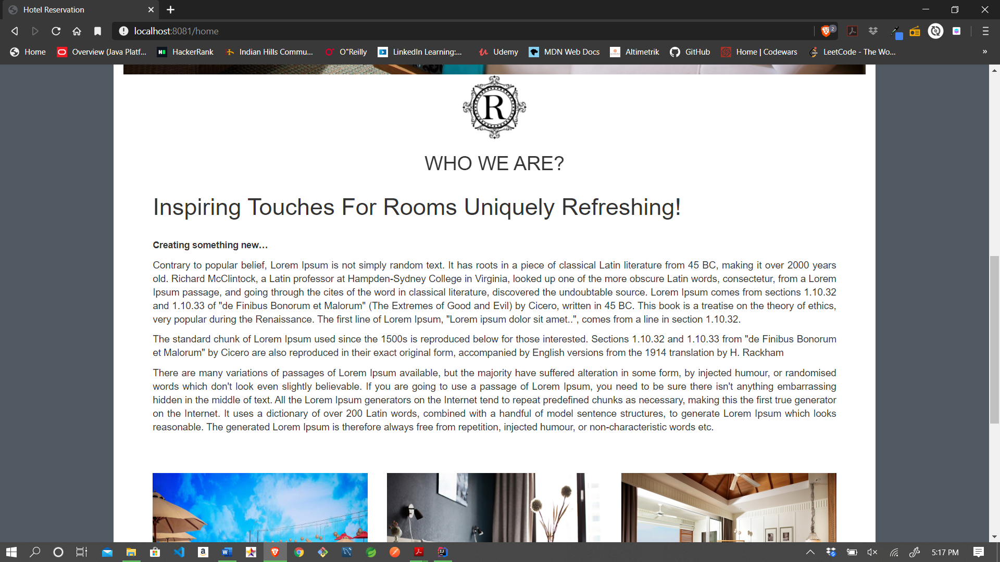 Hotel Reservation
localhost:8081/home
2
Home
Overview (Java Platf...
HackerRank
Indian Hills Commu...
O"Reilly
LinkedIn Learning:...
Udemy
MDN Web Docs
Altimetrik
GitHub
Home | Codewars
LeetCode - The Wo...
»
R
WHO WE ARE?
Inspiring Touches For Rooms Uniquely Refreshing!
Creating something new…
Contrary to popular belief, Lorem Ipsum is not simply random text. It has roots in a piece of classical Latin literature from 45 BC, making it over 2000 years
old. Richard McClintock, a Latin professor at Hampden-Sydney College in Virginia, looked up one of the more obscure Latin words, consectetur, from a Lorem
Ipsum passage, and going through the cites of the word in classical literature, discovered the undoubtable source. Lorem Ipsum comes from sections 1.10.32
and 1.10.33 of "de Finibus Bonorum et Malorum" (The Extremes of Good and Evil) by Cicero, written in 45 BC. This book is a treatise on the theory of ethics,
very popular during the Renaissance. The first line of Lorem Ipsum, "Lorem ipsum dolor sit amet..", comes from a line in section 1.10.32.
The standard chunk of Lorem Ipsum used since the 1500s is reproduced below for those interested. Sections 1.10.32 and 1.10.33 from "de Finibus Bonorum
et Malorum" by Cicero are also reproduced in their exact original form, accompanied by English versions from the 1914 translation by H. Rackham
There are many variations of passages of Lorem Ipsum available, but the majority have suffered alteration in some form, by injected humour, or randomised
words which don't look even slightly believable. If you are going to use a passage of Lorem Ipsum, you need to be sure there isn't anything embarrassing
hidden in the middle of text. All the Lorem Ipsum generators on the Internet tend to repeat predefined chunks as necessary, making this the first true generator
on the Internet. It uses a dictionary of over 200 Latin words, combined with a handful of model sentence structures, to generate Lorem Ipsum which looks
reasonable. The generated Lorem Ipsum is therefore always free from repetition, injected humour, or non-characteristic words etc.
5:17 PM